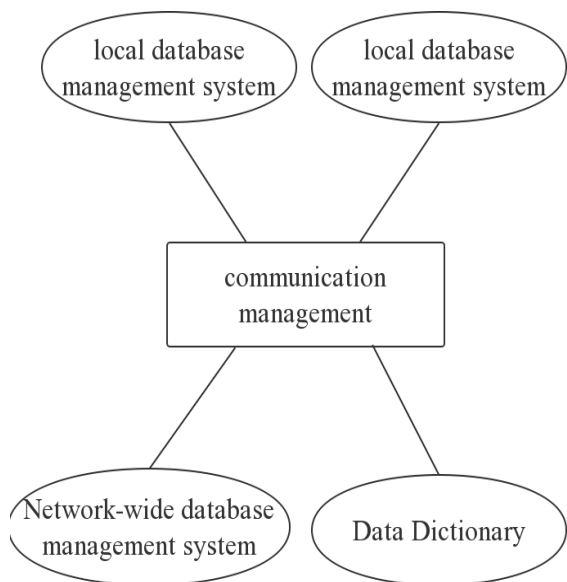 local database
management system
local database
management system
communication
management
Network-wide database
management system
Data Dictionary